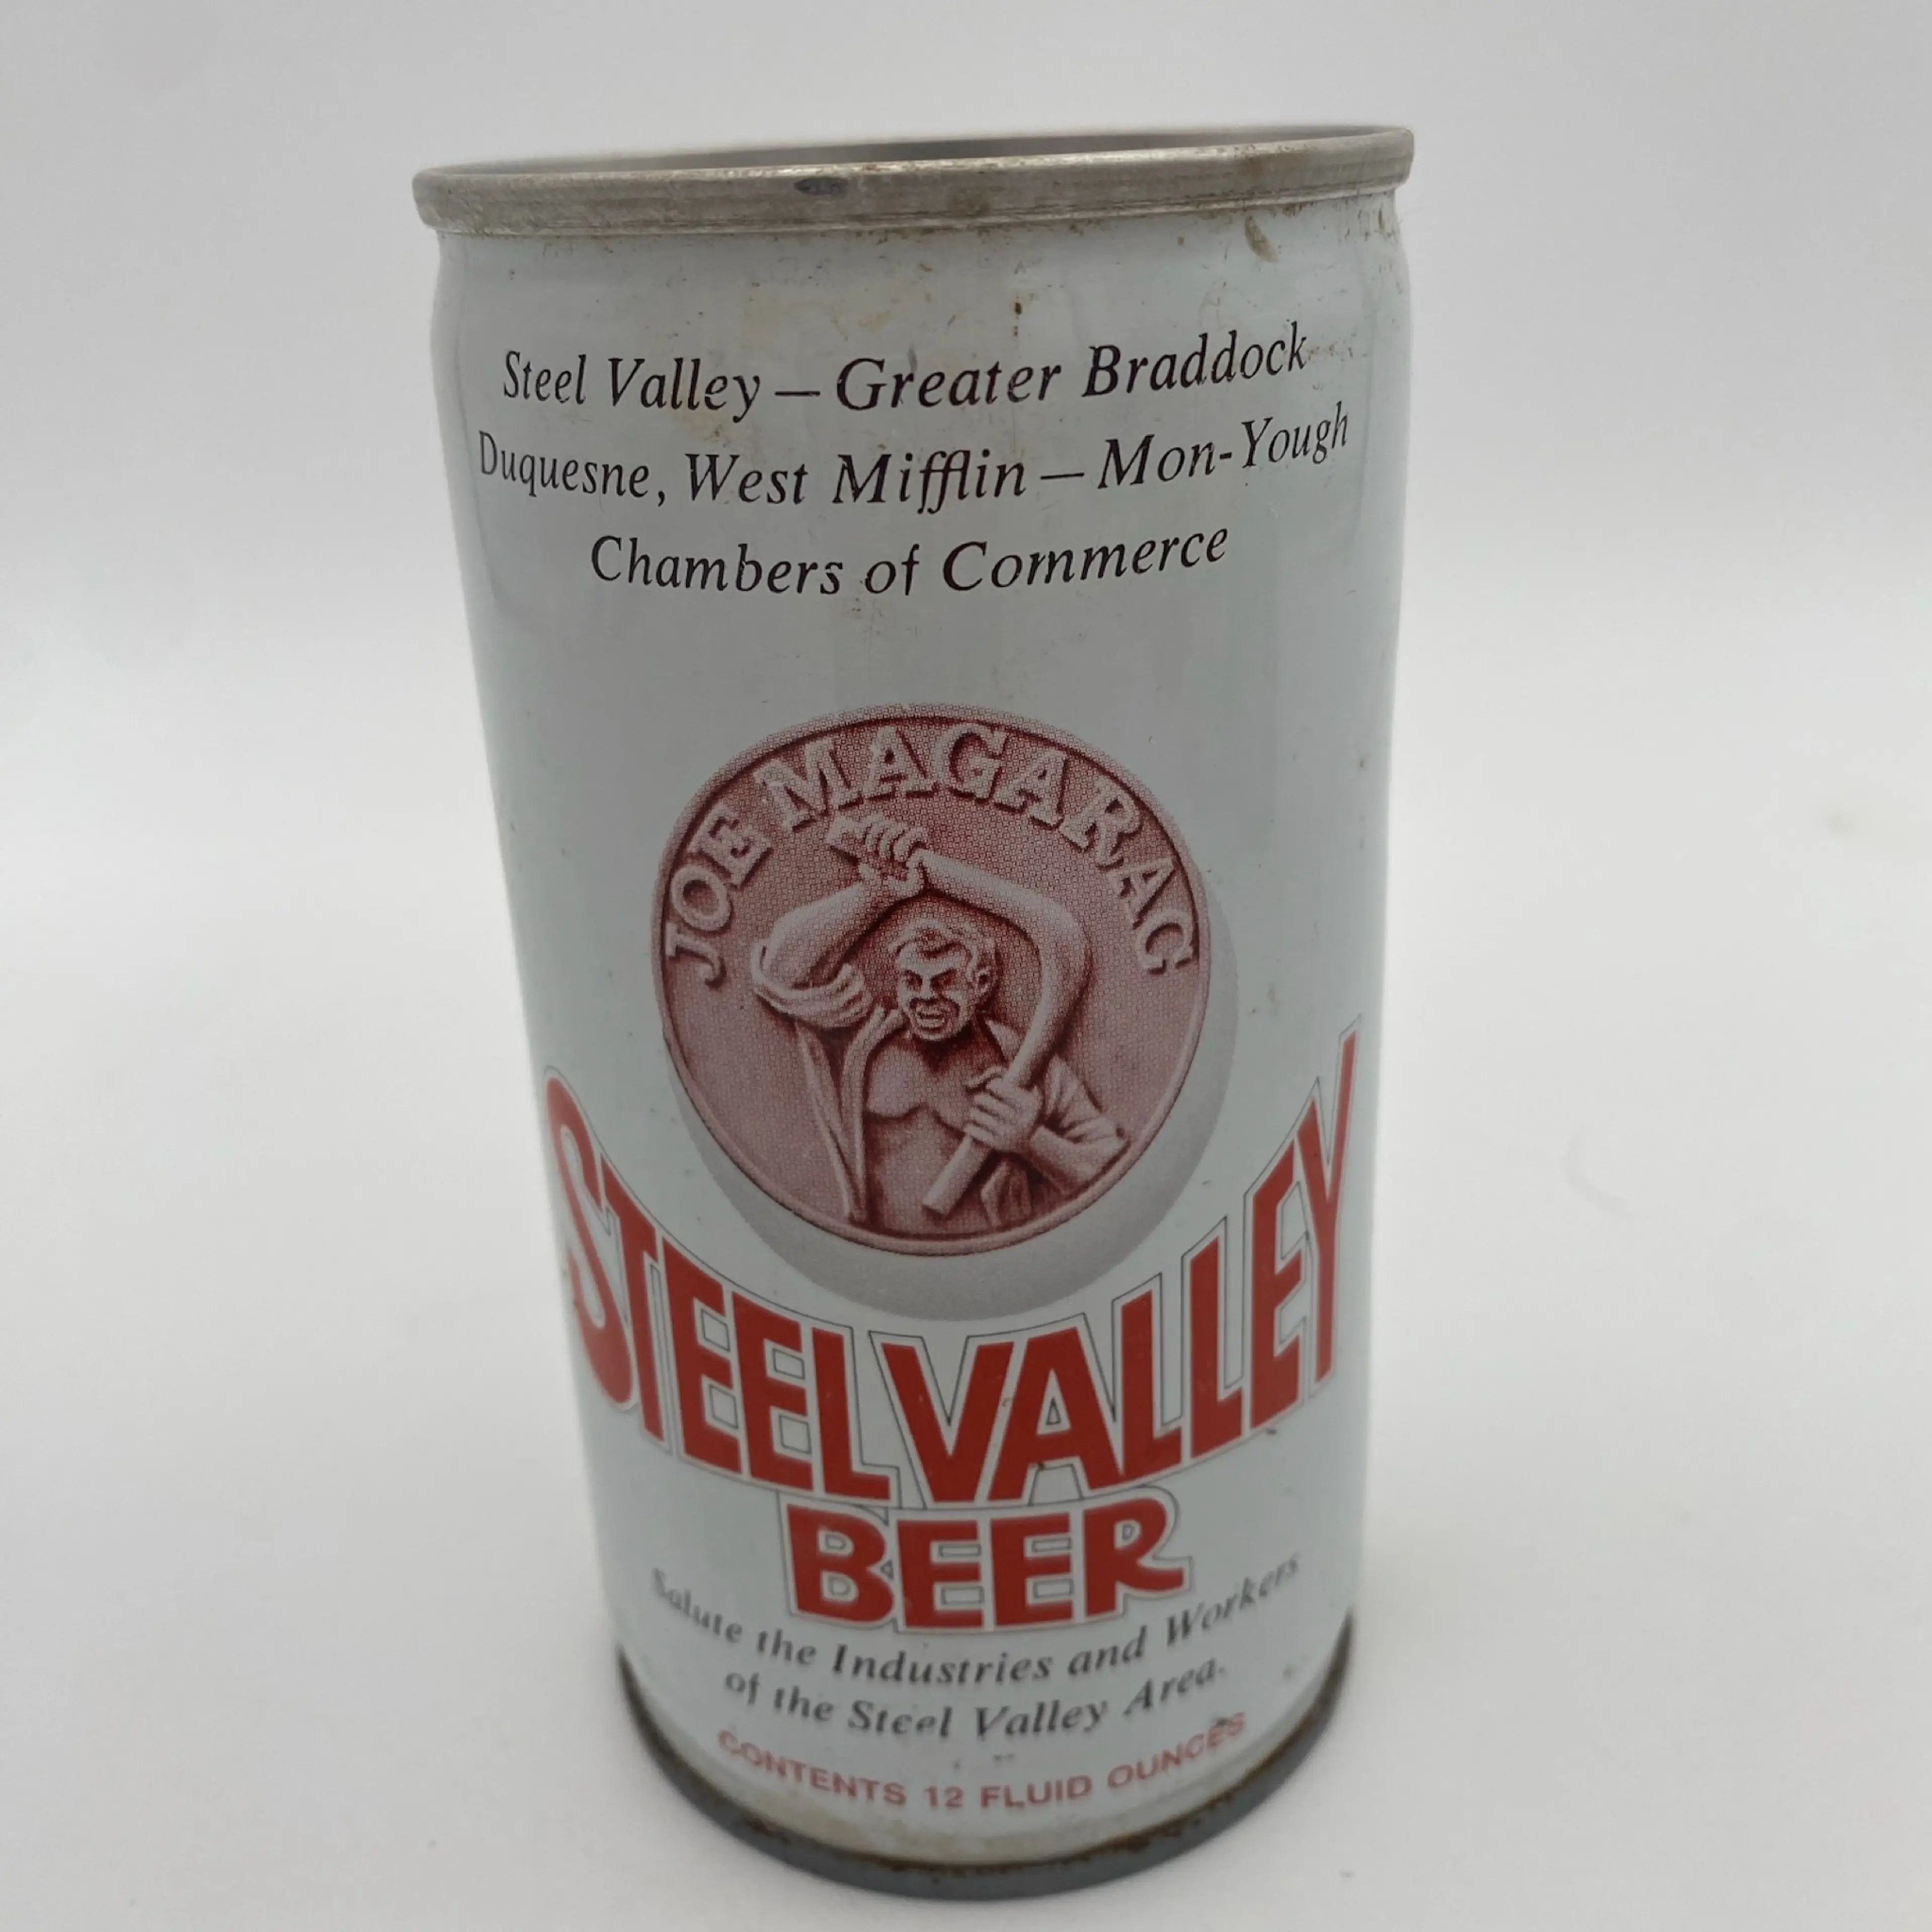 Steel Valley — Greater Braddock
Duquesne, West Mifflin — Mon-Yough
Chambers of Commerce
JOE MAGARAC
STEEL VALLEY
BEER
Salute the Industries and Workers
of the Steel Valley Area.
CONTENTS 12 FLUID OUNCES